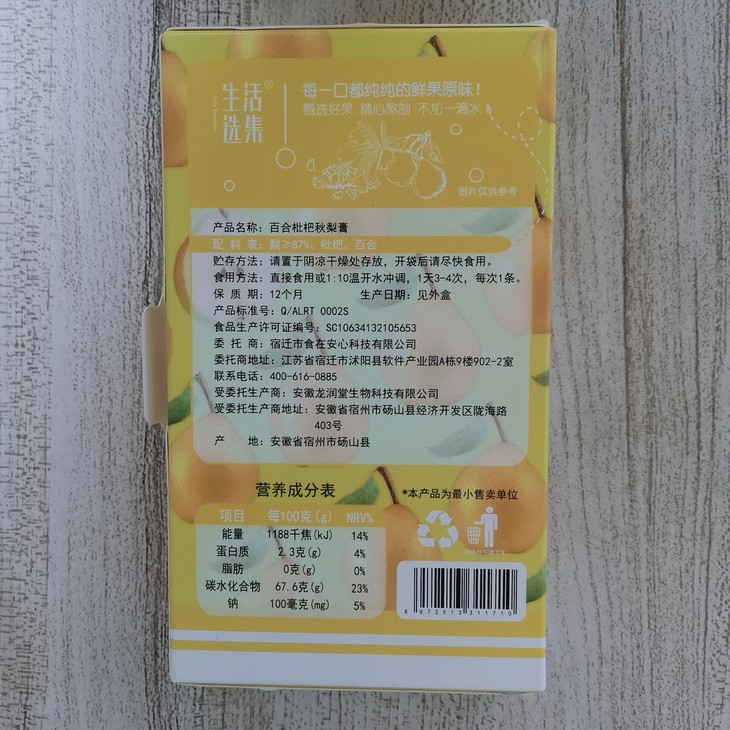 生活
选集
®
每一口都纯纯的鲜果原味！
甄选好果 精心熬制 不加一滴水
图片仅供参考
产品名称：百合枇杷秋梨膏
配 料 表：梨≥87%、枇杷、百合
贮存方法：请置于阴凉干燥处存放，开袋后请尽快食用。
食用方法：直接食用或1:10温开水冲调，1天3-4次，每次1条。
保 质 期：12个月 生产日期：见外盒
产品标准号：Q/ALRT 0002S
食品生产许可证编号：SC10634132105653
委 托 商：宿迁市食在安心科技有限公司
委托商地址：江苏省宿迁市沭阳县软件产业园A栋9楼902-2室
联系电话：400-616-0885
受委托生产商：安徽龙润堂生物科技有限公司
受委托生产商地址：安徽省宿州市砀山县经济开发区陇海路
403号
产 地：安徽省宿州市砀山县
营养成分表
*本产品为最小售卖单位
项目 每100克(g) NRV%
能量 1188千焦(kJ) 14%
蛋白质 2.3克(g) 4%
脂肪 0克(g) 0%
碳水化合物 67.6克(g) 23%
钠 100毫克(mg) 5%
6 972513 311710